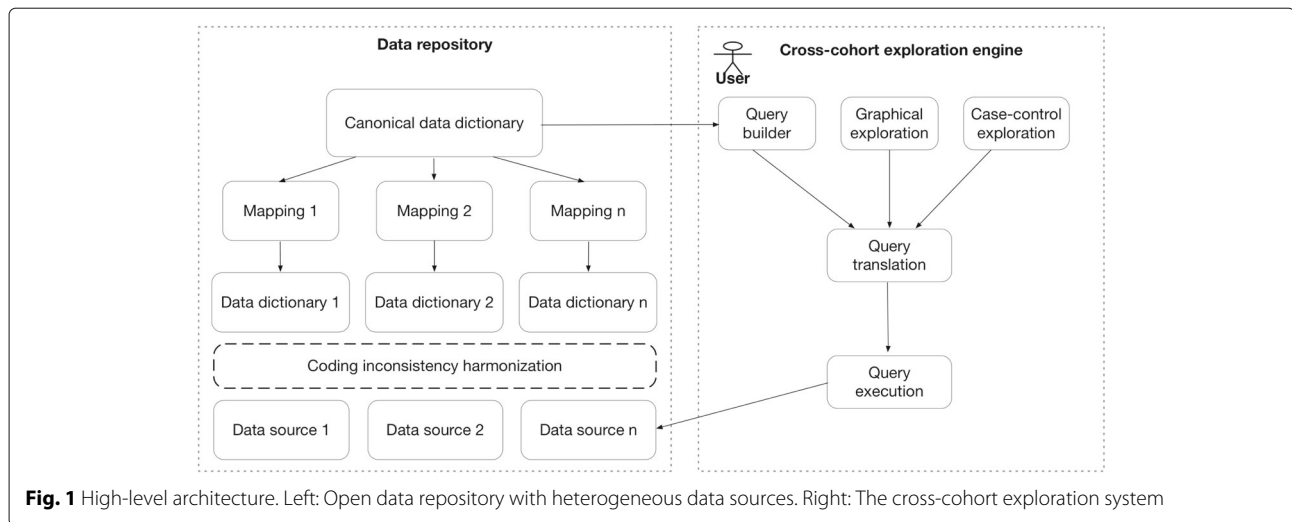 Data repository
Canonical data dictionary
Mapping 1
Mapping 2
Mapping n
Data dictionary 1
Data dictionary 2
Data dictionary n
Coding inconsistency harmonization
Data source 1
Data source 2
Data source n
Cross-cohort exploration engine
User
Query
builder
Graphical
exploration
Case-control
exploration
Query
translation
Query
execution
Fig. 1 High-level architecture. Left: Open data repository with heterogeneous data sources. Right: The cross-cohort exploration system